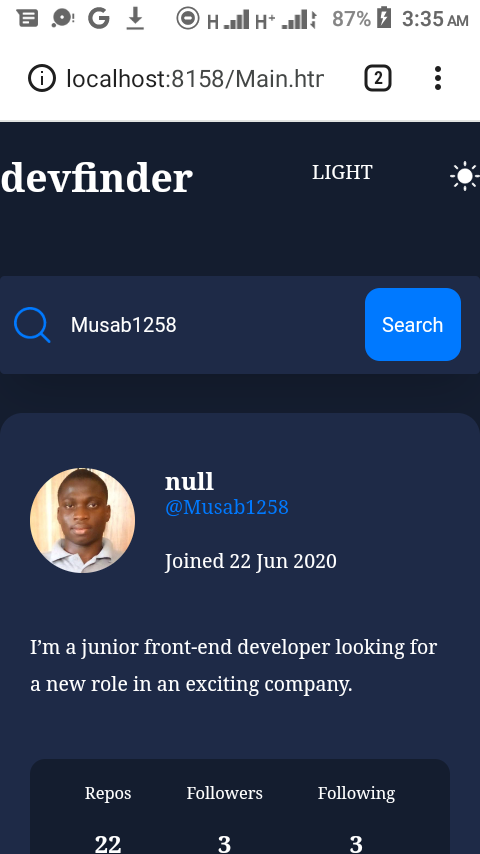 H H+ 87% 3:35 AM
localhost:8158/Main.htr 2
devfinder LIGHT
Musab1258 Search
null
@Musab1258
Joined 22 Jun 2020
I’m a junior front-end developer looking for
a new role in an exciting company.
Repos Followers Following
22 3 3